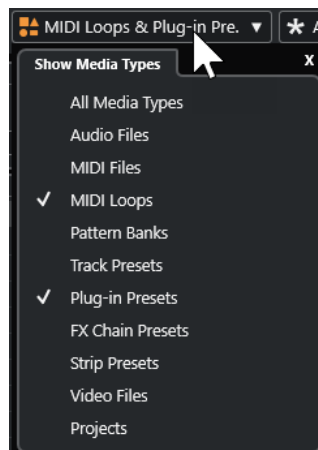 MIDI Loops & Plug-in Pre. ▼ A
Show Media Types X
All Media Types
Audio Files
MIDI Files
✓ MIDI Loops
Pattern Banks
Track Presets
✓ Plug-in Presets
FX Chain Presets
Strip Presets
Video Files
Projects